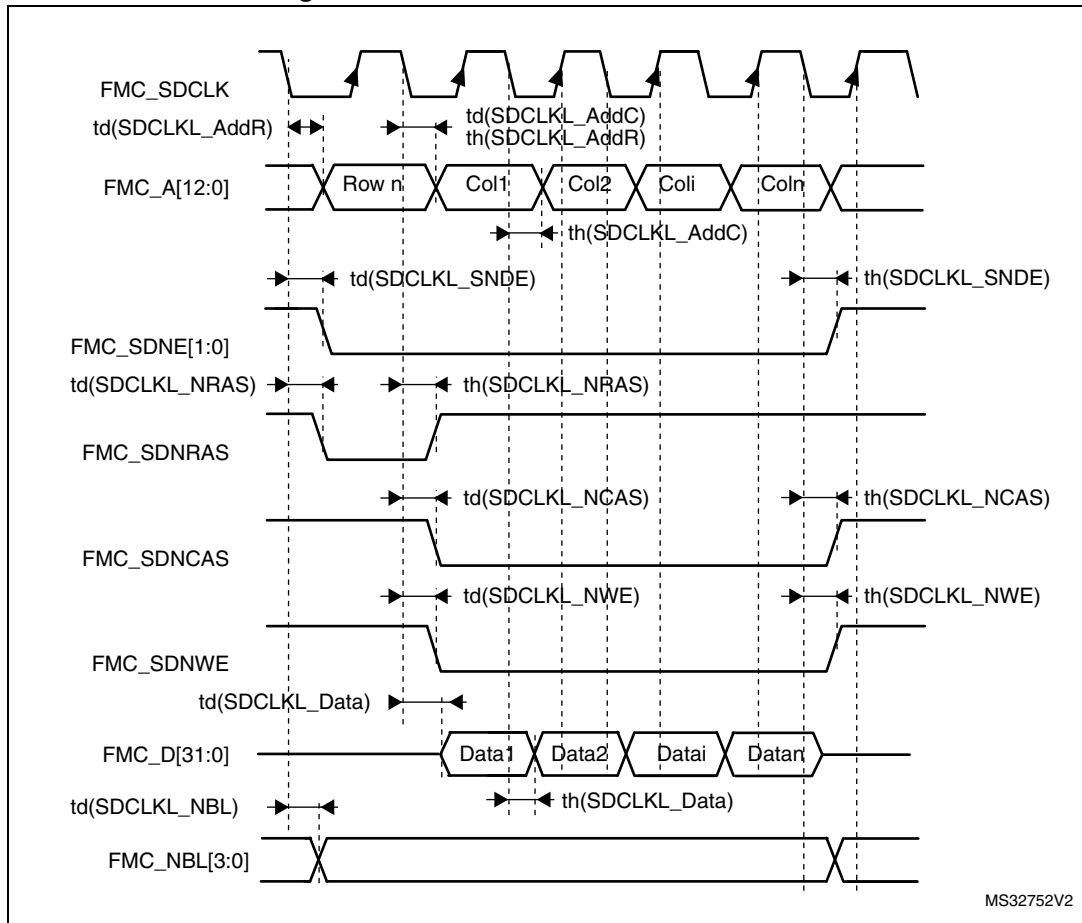 FMC_SDCLK
td(SDCLKL_AddR)
td(SDCLKL_AddC)
th(SDCLKL_AddR)
FMC_A[12:0]
Row n
Col1
Col2
Coli
Coln
th(SDCLKL_AddC)
td(SDCLKL_SNDE)
th(SDCLKL_SNDE)
FMC_SDNE[1:0]
td(SDCLKL_NRAS)
th(SDCLKL_NRAS)
FMC_SDNRAS
td(SDCLKL_NCAS)
th(SDCLKL_NCAS)
FMC_SDNCAS
td(SDCLKL_NWE)
th(SDCLKL_NWE)
FMC_SDNWE
td(SDCLKL_Data)
FMC_D[31:0]
Data1
Data2
Datai
Datan
td(SDCLKL_NBL)
th(SDCLKL_Data)
FMC_NBL[3:0]
MS32752V2